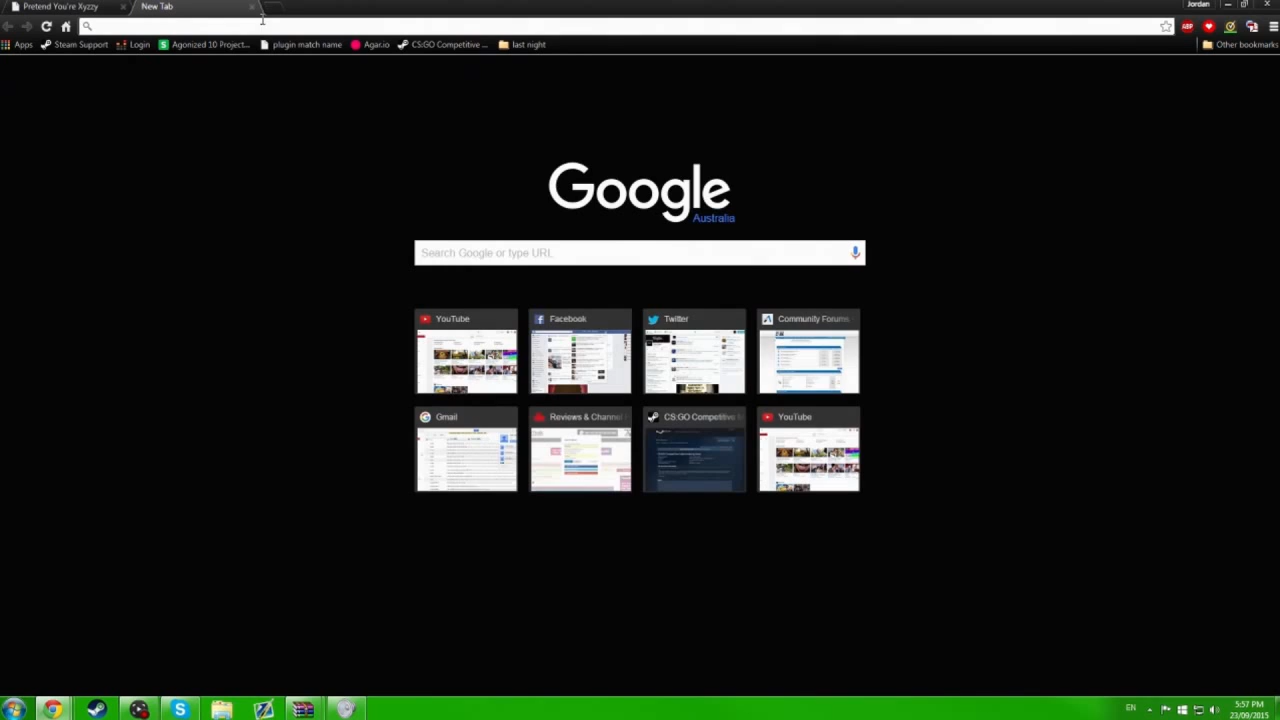 Pretend You're Xyzzy
New Tab
Jordan
Apps
Steam Support
Login
Agonized 10 Project...
plugin match name
Agar.io
CS:GO Competitive ...
last night
Other bookmarks
Google
Australia
Search Google or type URL
YouTube
Facebook
Twitter
Community Forums
Gmail
Reviews & Channel
CS:GO Competitive
YouTube
EN
5:57 PM
23/09/2015